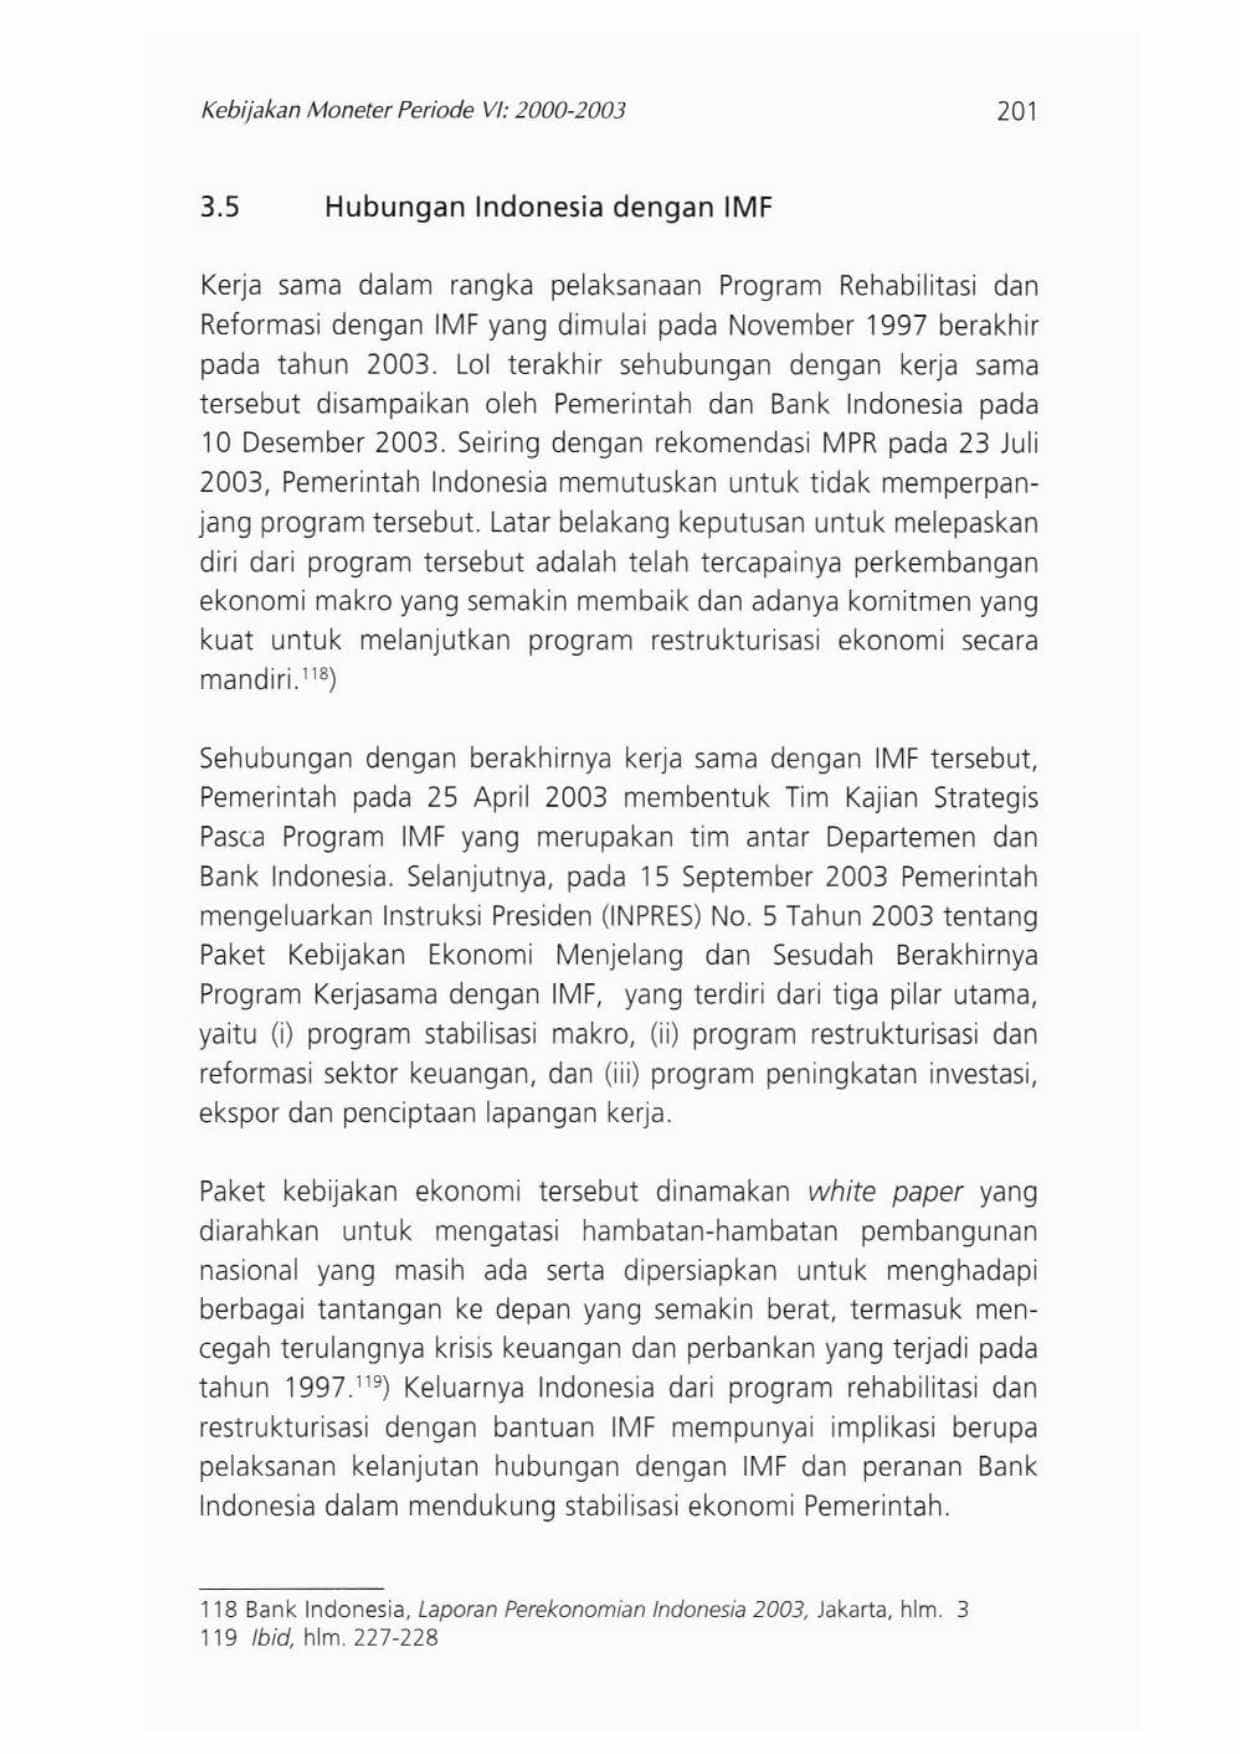 Kebijakan Moneter Periode VI: 2000-2003 201
3.5 Hubungan Indonesia dengan IMF
Kerja sama dalam rangka pelaksanaan Program Rehabilitasi dan
Reformasi dengan IMF yang dimulai pada November 1997 berakhir
pada tahun 2003. LoI terakhir sehubungan dengan kerja sama
tersebut disampaikan oleh Pemerintah dan Bank Indonesia pada
10 Desember 2003. Seiring dengan rekomendasi MPR pada 23 Juli
2003, Pemerintah Indonesia memutuskan untuk tidak memperpan-
jang program tersebut. Latar belakang keputusan untuk melepaskan
diri dari program tersebut adalah telah tercapainya perkembangan
ekonomi makro yang semakin membaik dan adanya komitmen yang
kuat untuk melanjutkan program restrukturisasi ekonomi secara
mandiri.118)
Sehubungan dengan berakhirnya kerja sama dengan IMF tersebut,
Pemerintah pada 25 April 2003 membentuk Tim Kajian Strategis
Pasca Program IMF yang merupakan tim antar Departemen dan
Bank Indonesia. Selanjutnya, pada 15 September 2003 Pemerintah
mengeluarkan Instruksi Presiden (INPRES) No. 5 Tahun 2003 tentang
Paket Kebijakan Ekonomi Menjelang dan Sesudah Berakhirnya
Program Kerjasama dengan IMF, yang terdiri dari tiga pilar utama,
yaitu (i) program stabilisasi makro, (ii) program restrukturisasi dan
reformasi sektor keuangan, dan (iii) program peningkatan investasi,
ekspor dan penciptaan lapangan kerja.
Paket kebijakan ekonomi tersebut dinamakan white paper yang
diarahkan untuk mengatasi hambatan-hambatan pembangunan
nasional yang masih ada serta dipersiapkan untuk menghadapi
berbagai tantangan ke depan yang semakin berat, termasuk men-
cegah terulangnya krisis keuangan dan perbankan yang terjadi pada
tahun 1997.119) Keluarnya Indonesia dari program rehabilitasi dan
restrukturisasi dengan bantuan IMF mempunyai implikasi berupa
pelaksanan kelanjutan hubungan dengan IMF dan peranan Bank
Indonesia dalam mendukung stabilisasi ekonomi Pemerintah.
118 Bank Indonesia, Laporan Perekonomian Indonesia 2003, Jakarta, hlm. 3
119 Ibid, hlm. 227-228